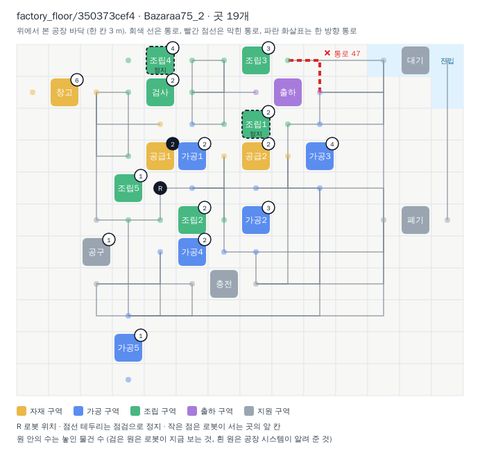 factory_floor/350373cef4 · Bazaraa75_2 · 곳 19개
위에서 본 공장 바닥 (한 칸 3 m). 회색 선은 통로, 빨간 점선은 막힌 통로, 파란 화살표는 한 방향 통로
4 3 × 통로 47
조립4 조립3 대기
정지
6 2
창고 검사 출하
2
조립1
정지
2 2 2 4
공급1 가공1 공급2 가공3
1
조립5 R
2 3
조립2 가공2 폐기
1 2
공구 가공4
충전
1
가공5
자재 구역 가공 구역 조립 구역 출하 구역 지원 구역
R 로봇 위치 · 점선 테두리는 점검으로 정지 · 작은 점은 로봇이 서는 곳의 앞 칸
원 안의 수는 놓인 물건 수 (검은 원은 로봇이 지금 보는 것, 흰 원은 공장 시스템이 알려 준 것)